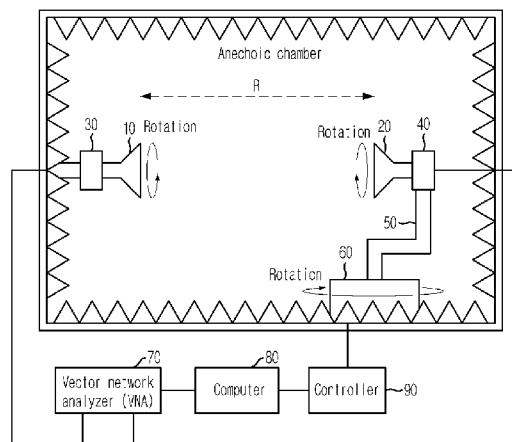 Anechoic chamber
R
30
10
Rotation
Rotation
20
40
50
60
Rotation
70
80
Vector network
analyzer (VNA)
Computer
Controller
90